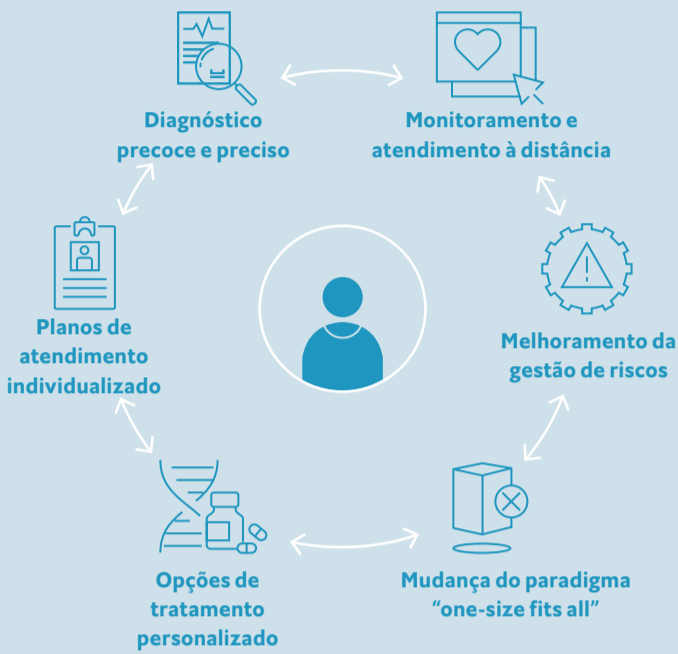 Diagnóstico
precoce e preciso
Monitoramento e
atendimento à distância
Planos de
atendimento
individualizado
Melhoramento da
gestão de riscos
Opções de
tratamento
personalizado
Mudança do paradigma
“one-size fits all”